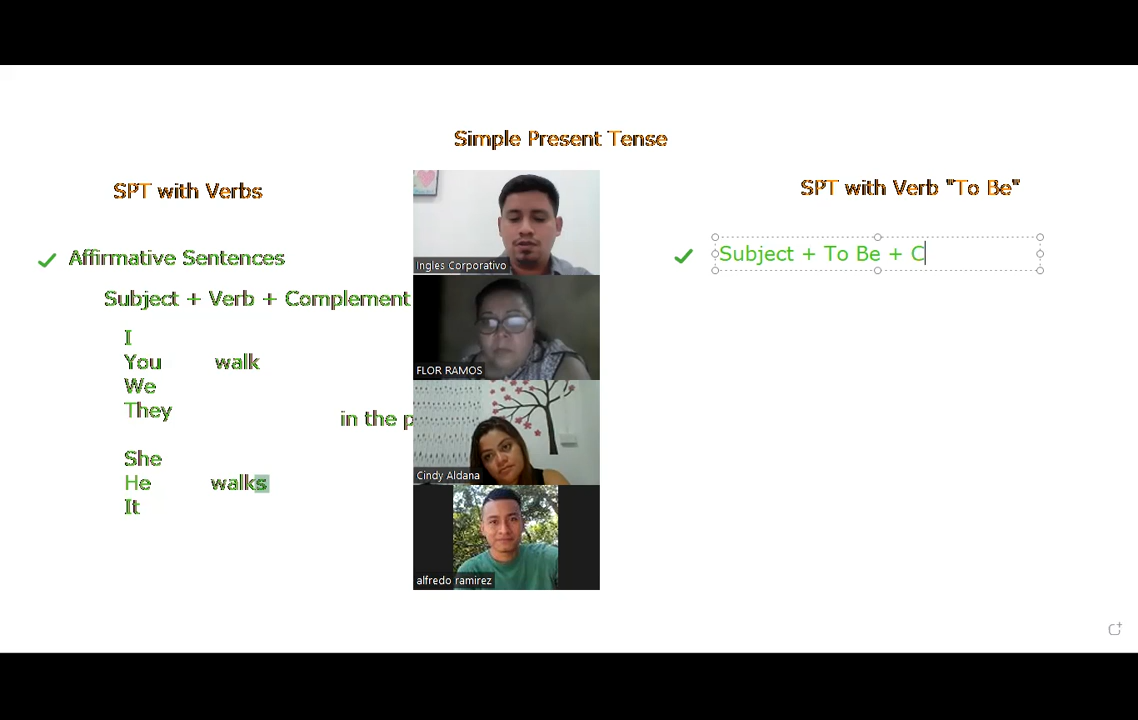 Simple Present Tense
SPT with Verbs
Affirmative Sentences
Subject + Verb + Complement
I
You walk
We
They
in the p
She
He walks
It
Ingles Corporativo
FLOR RAMOS
Cindy Aldana
alfredo ramirez
SPT with Verb "To Be"
Subject + To Be + C